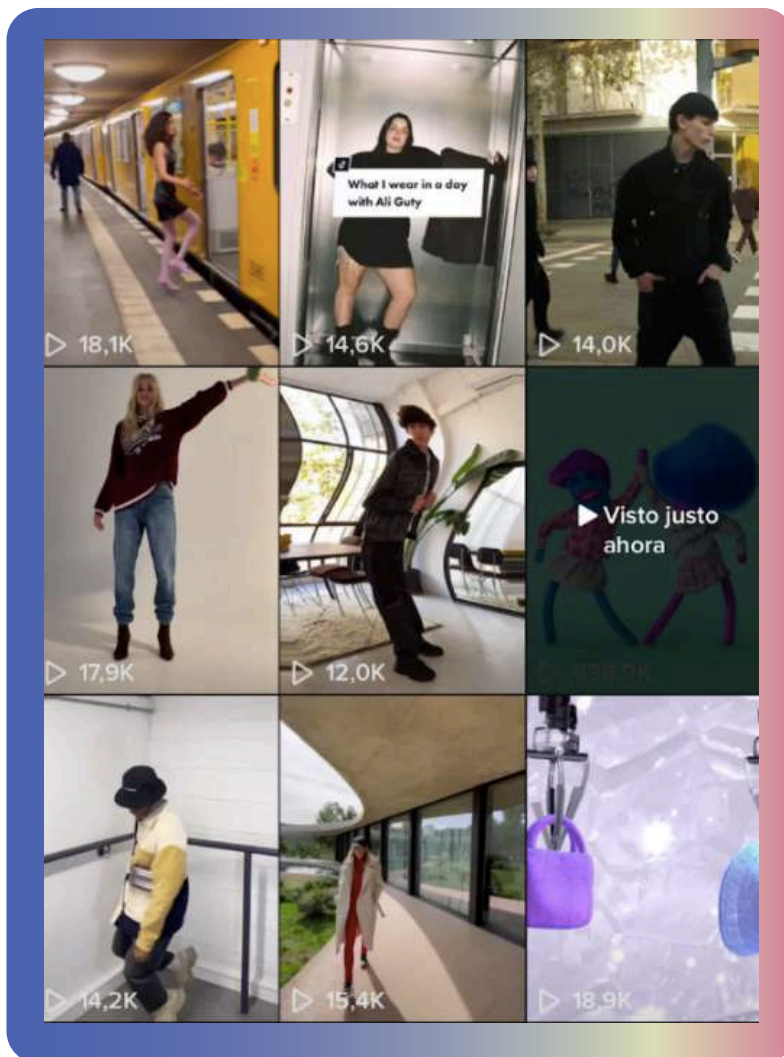 18,1K
What I wear in a day
with Ali Guty
14,6K
14,0K
17,9K
12,0K
Visto justo
ahora
14,2K
15,4K
18,9K